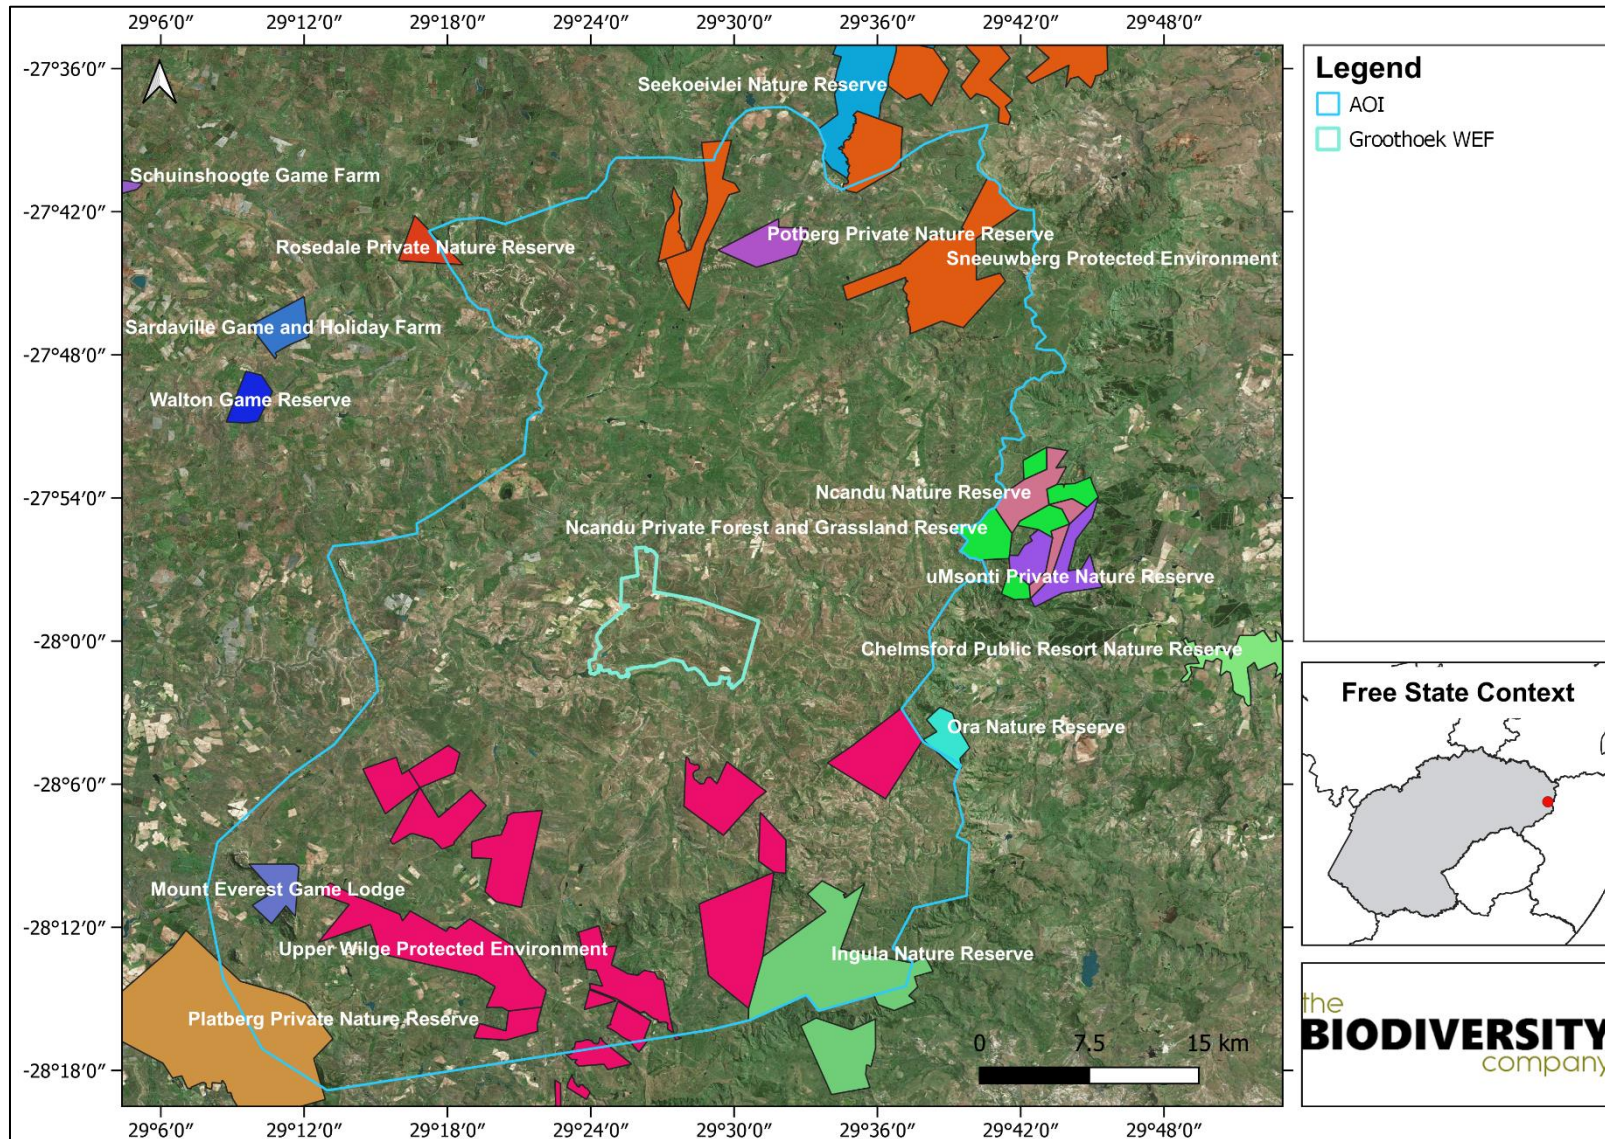 29°6′0″ 29°12′0″ 29°18′0″ 29°24′0″ 29°30′0″ 29°36′0″ 29°42′0″ 29°48′0″
-27°36′0″
-27°42′0″
-27°48′0″
-27°54′0″
-28°0′0″
-28°6′0″
-28°12′0″
-28°18′0″
Seekoeivlei Nature Reserve
Schuinshoogte Game Farm
Potberg Private Nature Reserve
Rosedale Private Nature Reserve
Sneeuwberg Protected Environment
Sardaville Game and Holiday Farm
Walton Game Reserve
Ncandu Nature Reserve
Ncandu Private Forest and Grassland Reserve
uMsonti Private Nature Reserve
Chelmsford Public Resort Nature Reserve
Ora Nature Reserve
Mount Everest Game Lodge
Upper Wilge Protected Environment
Ingula Nature Reserve
Platberg Private Nature Reserve
0 7.5 15 km
29°6′0″ 29°12′0″ 29°18′0″ 29°24′0″ 29°30′0″ 29°36′0″ 29°42′0″ 29°48′0″
Legend
AOI
Groothoek WEF
Free State Context
the
BIODIVERSITY
company